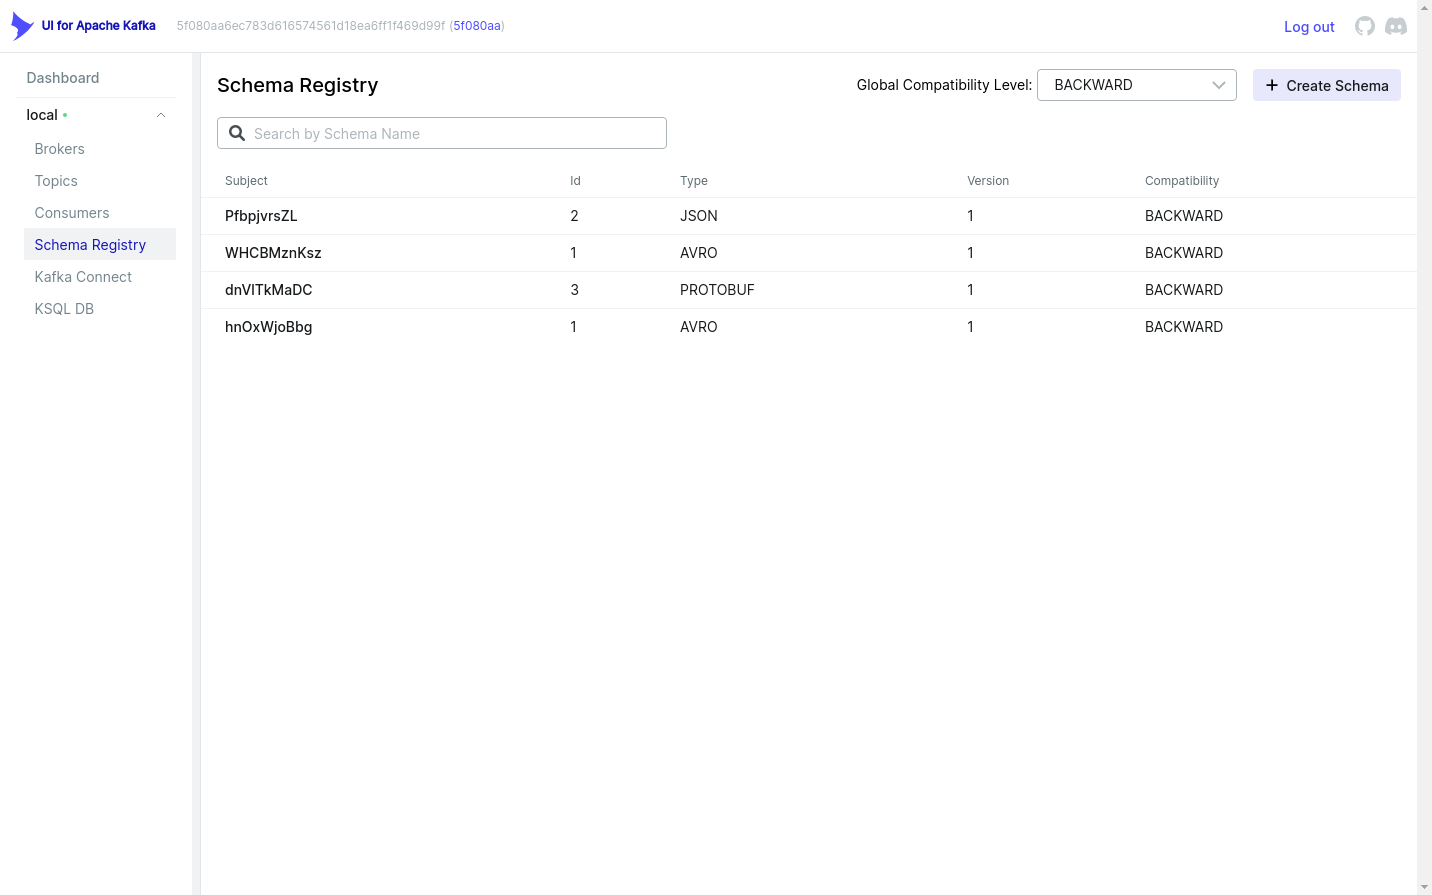 UI for Apache Kafka 5f080aa6ec783d616574561d18ea6ff1f469d99f (5f080aa) Log out
Dashboard
local
Brokers
Topics
Consumers
Schema Registry
Kafka Connect
KSQL DB
Schema Registry Global Compatibility Level: BACKWARD Create Schema
Search by Schema Name
Subject Id Type Version Compatibility
PfbpjvrsZL 2 JSON 1 BACKWARD
WHCBMznKsz 1 AVRO 1 BACKWARD
dnVlTkMaDC 3 PROTOBUF 1 BACKWARD
hnOxWjoBbg 1 AVRO 1 BACKWARD